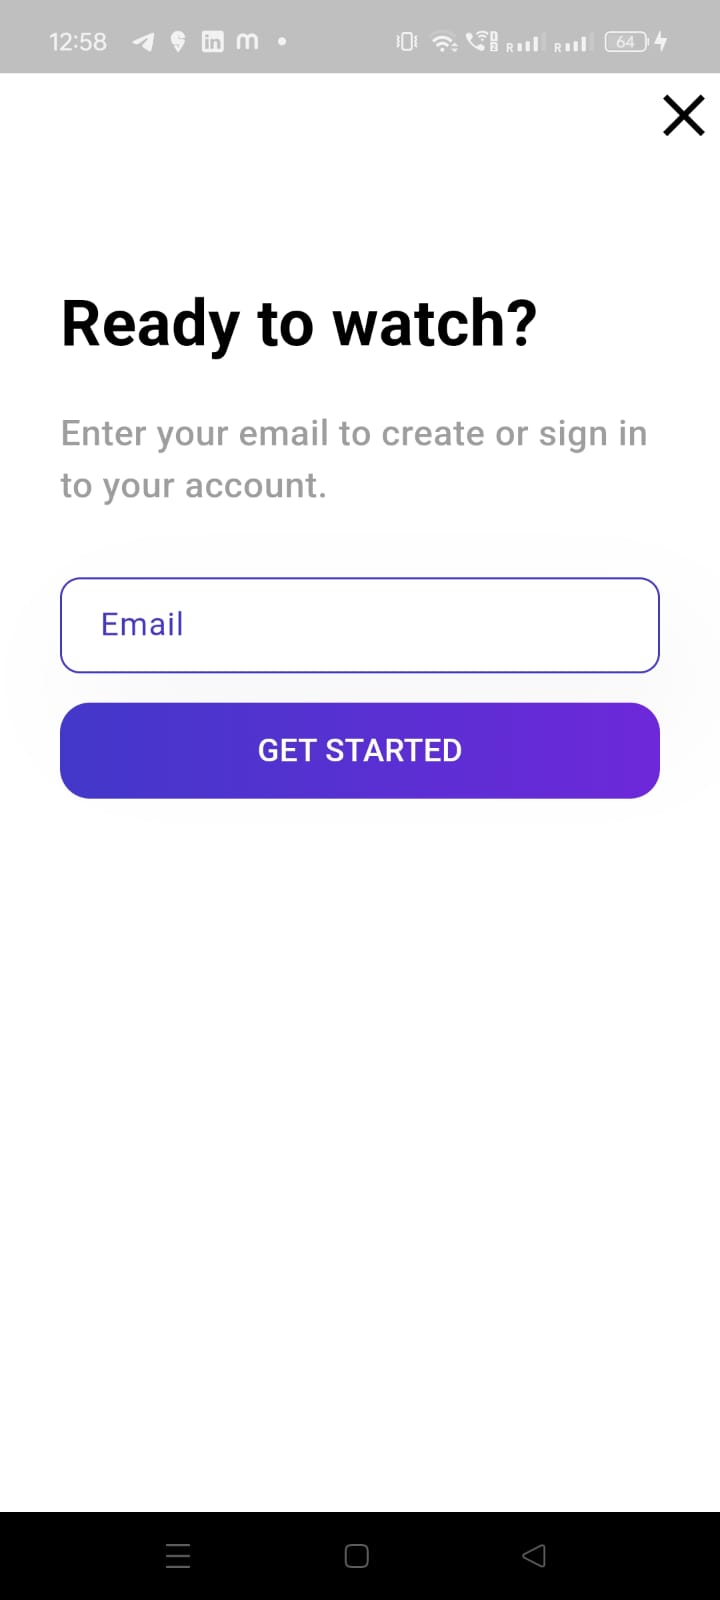 12:58
64
Ready to watch?
Enter your email to create or sign in
to your account.
Email
GET STARTED